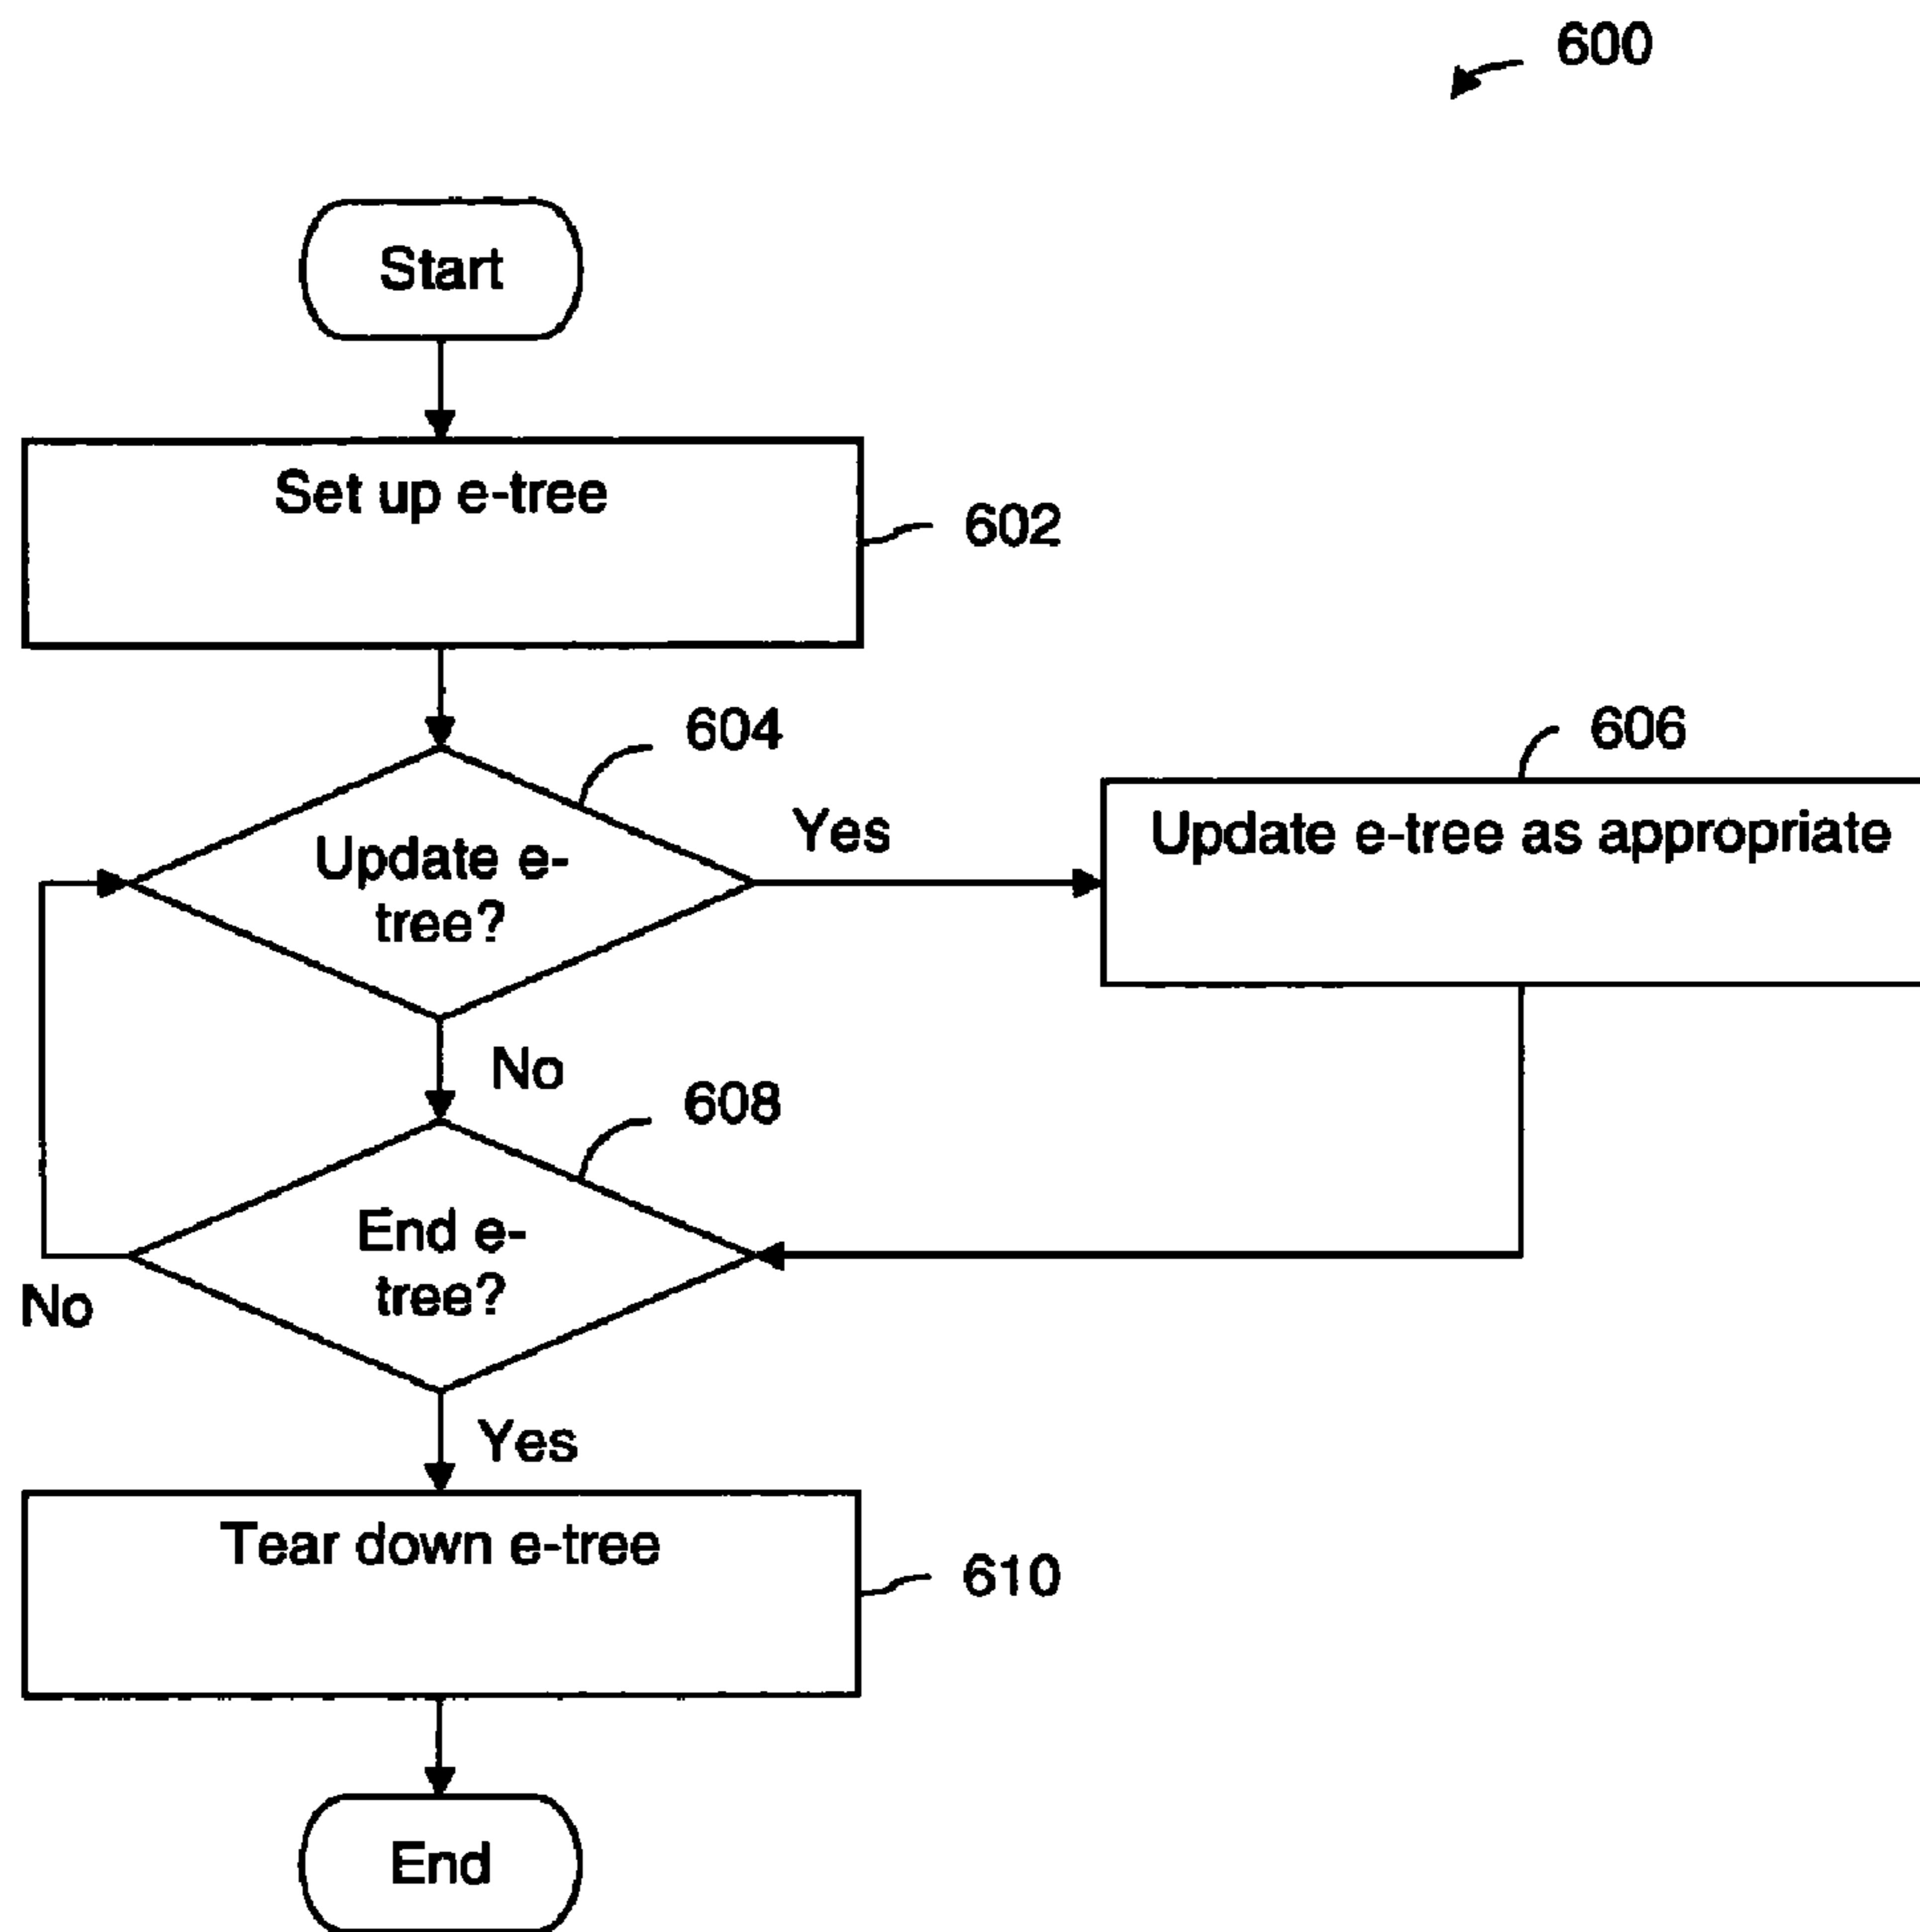 600
Start
Set up e-tree
602
604
606
Yes
Update e-tree as appropriate
Update e-
tree?
No
608
End e-
tree?
No
Yes
Tear down e-tree
610
End